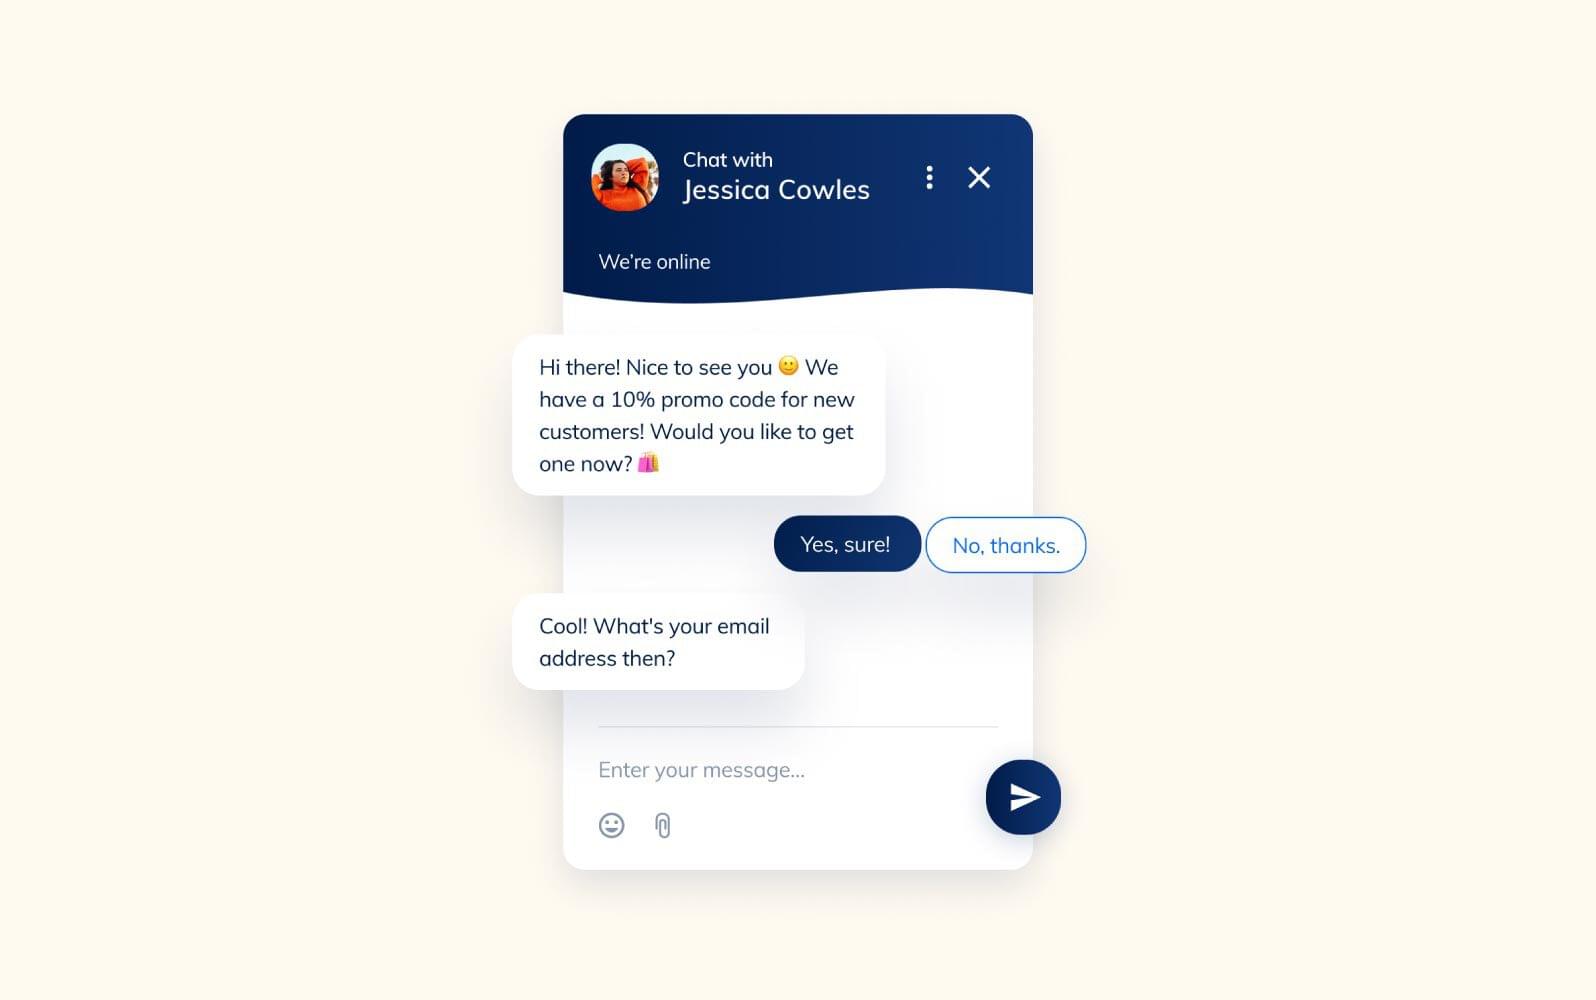 Chat with
Jessica Cowles
We're online
Hi there! Nice to see you 🙂 We
have a 10% promo code for new
customers! Would you like to get
one now? 🛍️
Yes, sure!
No, thanks.
Cool! What's your email
address then?
Enter your message...